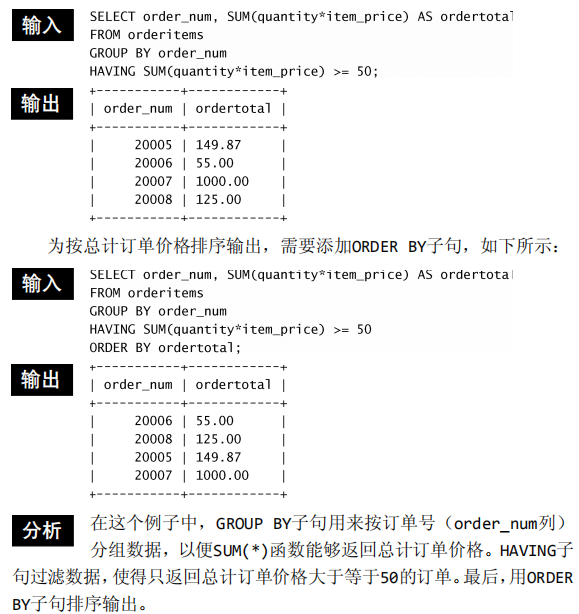 输入
SELECT order_num, SUM(quantity*item_price) AS ordertotal
FROM orderitems
GROUP BY order_num
HAVING SUM(quantity*item_price) >= 50;
输出
+-----------+------------+
| order_num | ordertotal |
+-----------+------------+
|     20005 | 149.87     |
|     20006 | 55.00      |
|     20007 | 1000.00    |
|     20008 | 125.00     |
+-----------+------------+
为按总计订单价格排序输出，需要添加ORDER BY子句，如下所示：
输入
SELECT order_num, SUM(quantity*item_price) AS ordertotal
FROM orderitems
GROUP BY order_num
HAVING SUM(quantity*item_price) >= 50
ORDER BY ordertotal;
输出
+-----------+------------+
| order_num | ordertotal |
+-----------+------------+
|     20006 | 55.00      |
|     20008 | 125.00     |
|     20005 | 149.87     |
|     20007 | 1000.00    |
+-----------+------------+
分析
在这个例子中，GROUP BY子句用来按订单号（order_num列）
分组数据，以便SUM(*)函数能够返回总计订单价格。HAVING子
句过滤数据，使得只返回总计订单价格大于等于50的订单。最后，用ORDER
BY子句排序输出。